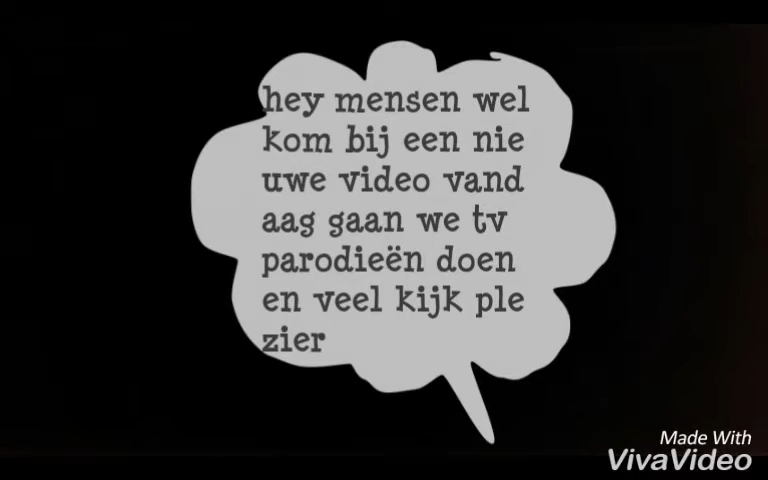 hey mensen wel
kom bij een nie
uwe video vand
aag gaan we tv
parodieën doen
en veel kijk ple
zier
Made With
VivaVideo